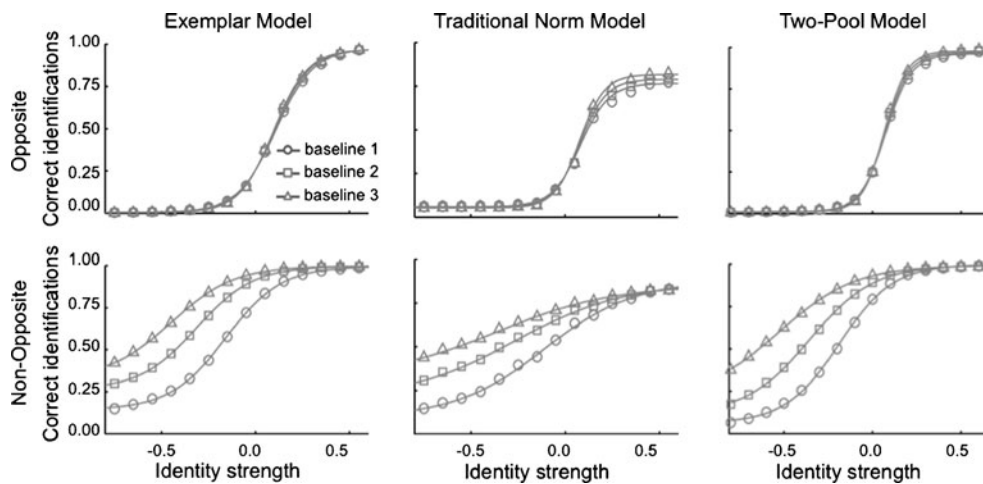 Exemplar Model Traditional Norm Model Two-Pool Model
Opposite
Correct identifications
1.00
0.75
0.50
0.25
0.00
baseline 1
baseline 2
baseline 3
Non-Opposite
Correct identifications
1.00
0.75
0.50
0.25
0.00
-0.5 0.0 0.5 -0.5 0.0 0.5 -0.5 0.0 0.5
Identity strength Identity strength Identity strength